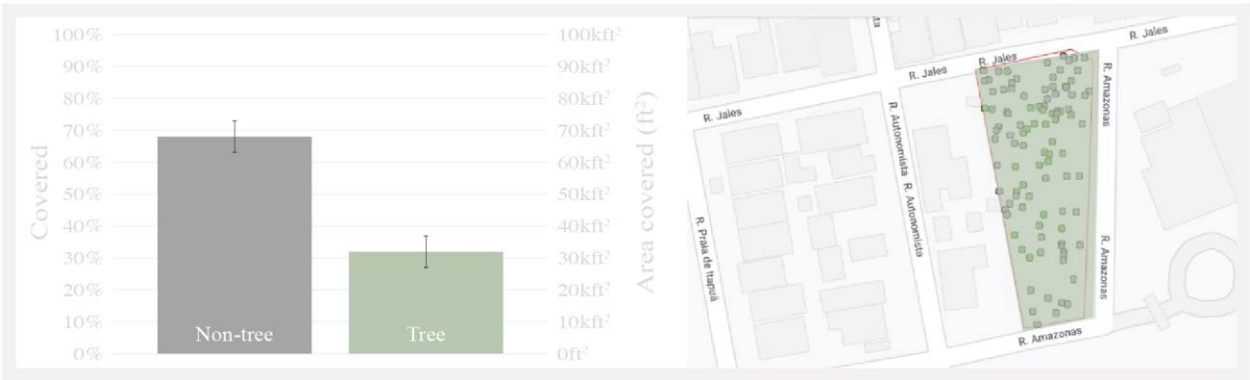 100%
90%
80%
70%
60%
50%
40%
30%
20%
10%
0%
Covered
Non-tree
Tree
100kft²
90kft²
80kft²
70kft²
60kft²
50kft²
40kft²
30kft²
20kft²
10kft²
0ft²
Area covered (ft²)
ta
R. Jales
R. Jales
R. Jales
R. Jales
R. Amazonas
R. Autonomista
R. Autonomista
R. Praia de Itapuã
R. Amazonas
R. Amazonas